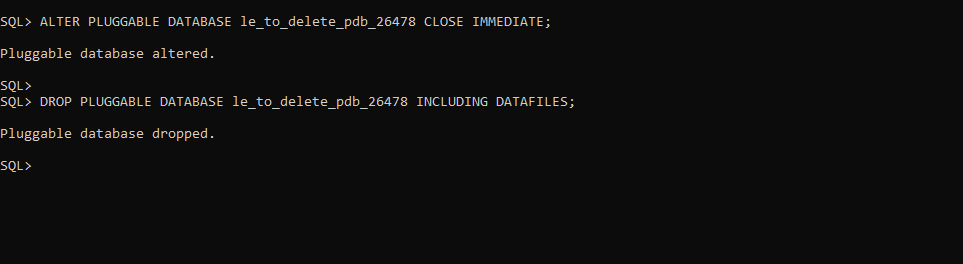 SQL> ALTER PLUGGABLE DATABASE le_to_delete_pdb_26478 CLOSE IMMEDIATE;
Pluggable database altered.
SQL>
SQL> DROP PLUGGABLE DATABASE le_to_delete_pdb_26478 INCLUDING DATAFILES;
Pluggable database dropped.
SQL>